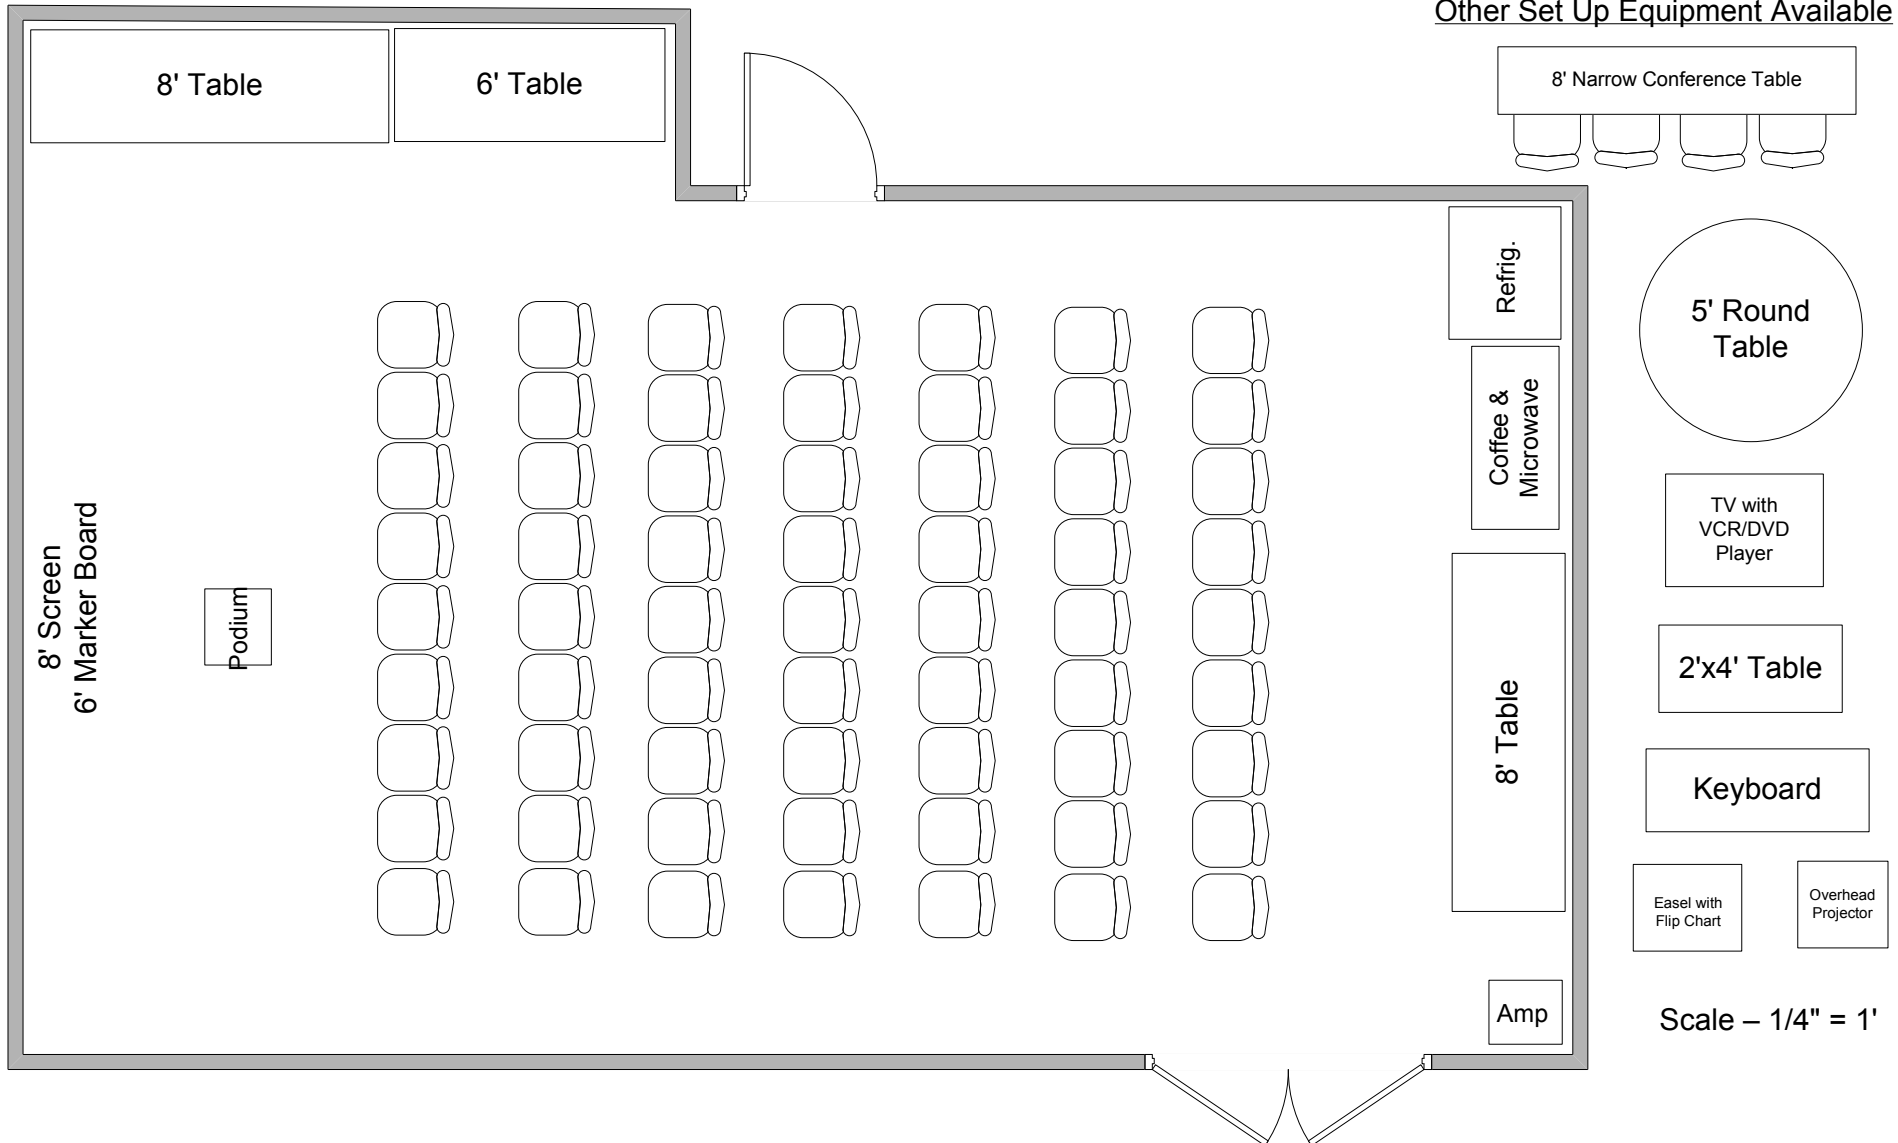 Other Set Up Equipment Available
8' Table
6' Table
8' Narrow Conference Table
Refrig.
5' Round
Table
Coffee &
Microwave
TV with
VCR/DVD
Player
8' Screen
6' Marker Board
Podium
2'x4' Table
8' Table
Keyboard
Easel with
Flip Chart
Overhead
Projector
Amp
Scale – 1/4" = 1'